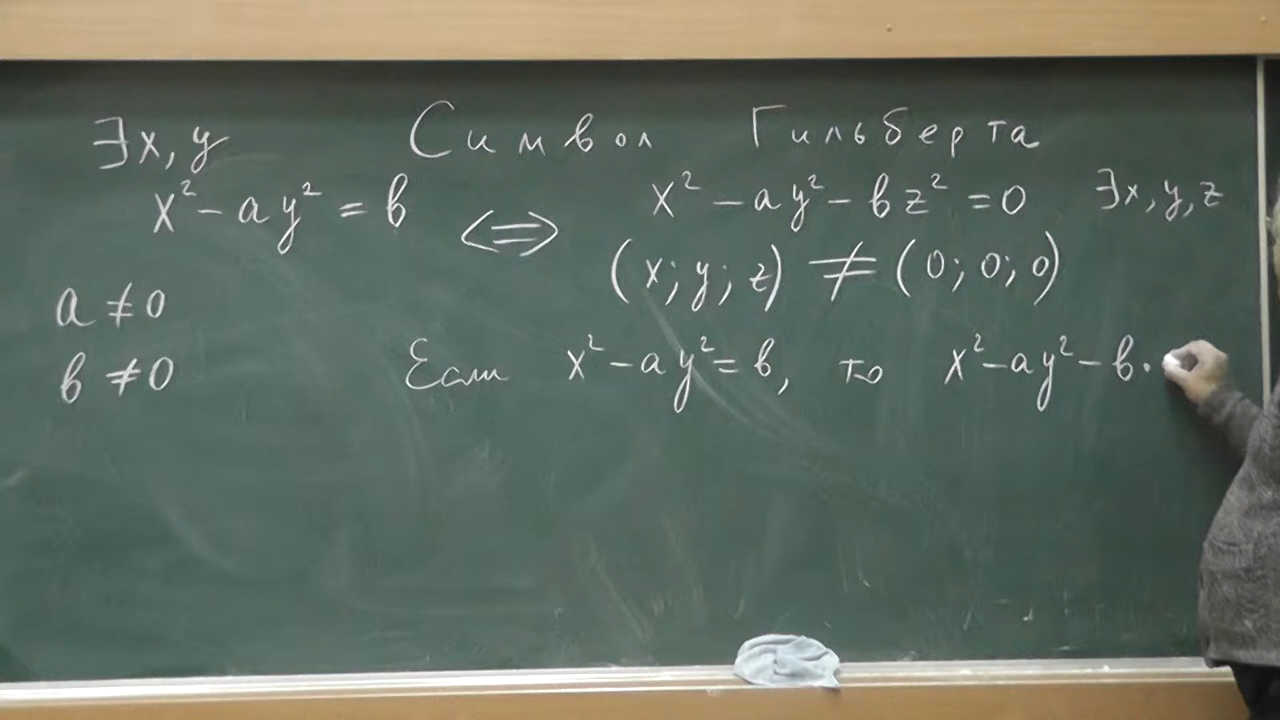 Символ Гильберта
∃x, y
x² − ay² = b ⟺ x² − ay² − bz² = 0 ∃x, y, z
(x; y; z) ≠ (0; 0; 0)
a ≠ 0
b ≠ 0
Если x² − ay² = b, то x² − ay² − b·